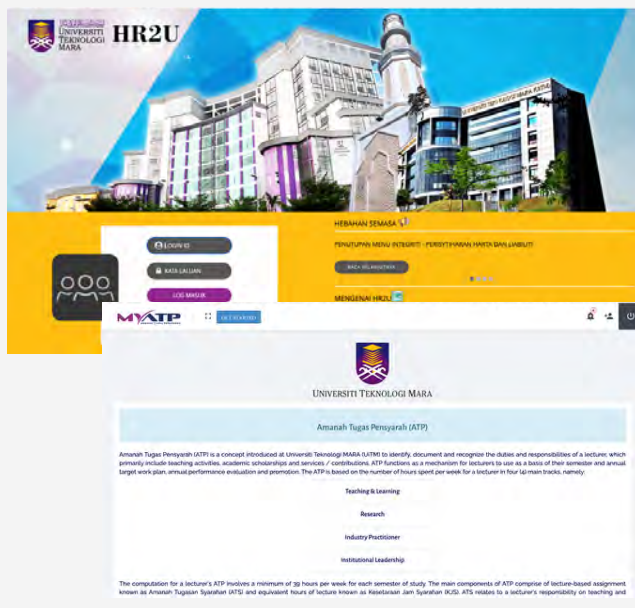 UNIVERSITI
TEKNOLOGI
MARA
HR2U
HEBAHAN SEMASA
PENUTUPAN MENU INTEGRITI - PERISYTIHARAN HARTA DAN LIABILITI
LOGIN ID
BACA SELANJUTNYA
KATA LALUAN
LOG MASUK
MENGENAI HR2U
MYATP
UNIVERSITI TEKNOLOGI MARA
Amanah Tugas Pensyarah (ATP)
Amanah Tugas Pensyarah (ATP) is a concept introduced at Universiti Teknologi MARA (UiTM) to identify, document and recognize the duties and responsibilities of a lecturer, which
primarily include teaching activities, academic scholarships and services / contributions. ATP functions as a mechanism for lecturers to use as a basis of their semester and annual
target work plan, annual performance evaluation and promotion. The ATP is based on the number of hours spent per week for a lecturer in four (4) main tracks, namely:
Teaching & Learning
Research
Industry Practitioner
Institutional Leadership
The computation for a lecturer's ATP involves a minimum of 39 hours per week for each semester of study. The main components of ATP comprise of lecture-based assignment
known as Amanah Tugasan Syarahan (ATS) and equivalent hours of lecture known as Kesetaraan Jam Syarahan (KJS). ATS relates to a lecturer's responsibility on teaching and